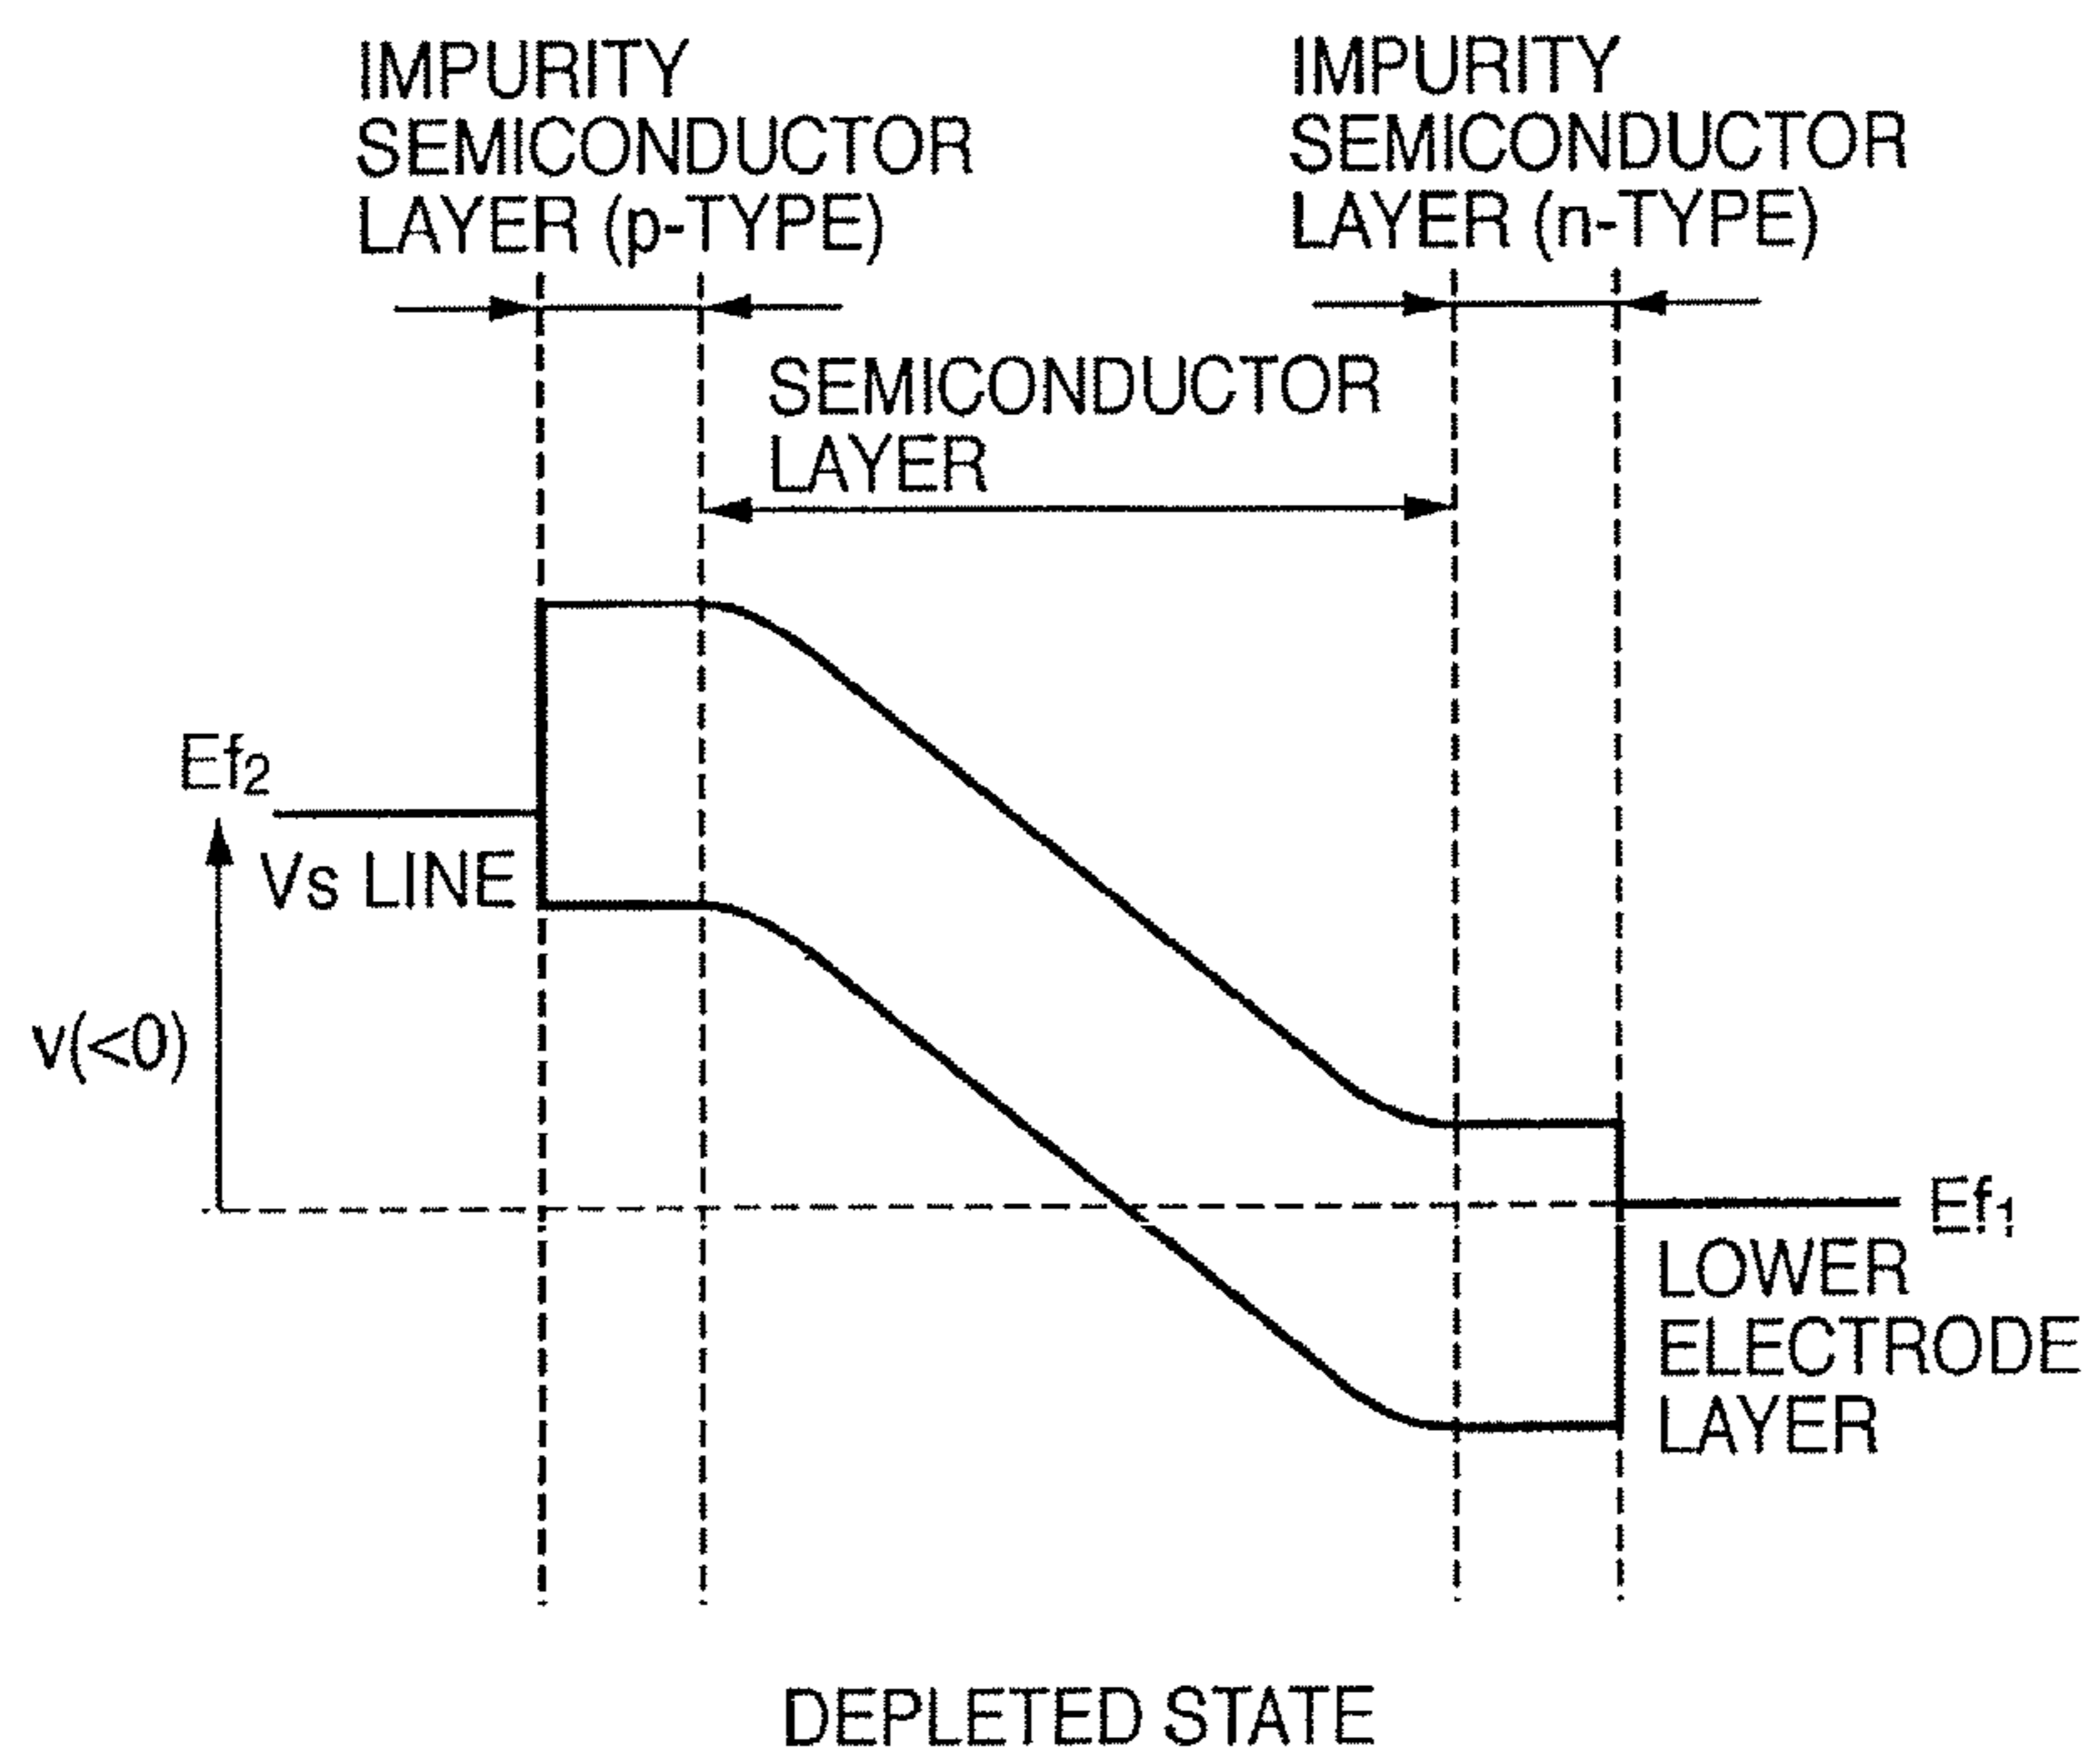 IMPURITY
SEMICONDUCTOR
LAYER (p-TYPE)
IMPURITY
SEMICONDUCTOR
LAYER (n-TYPE)
SEMICONDUCTOR
LAYER
Ef₂
Vs LINE
v(<0)
Ef₁
LOWER
ELECTRODE
LAYER
DEPLETED STATE